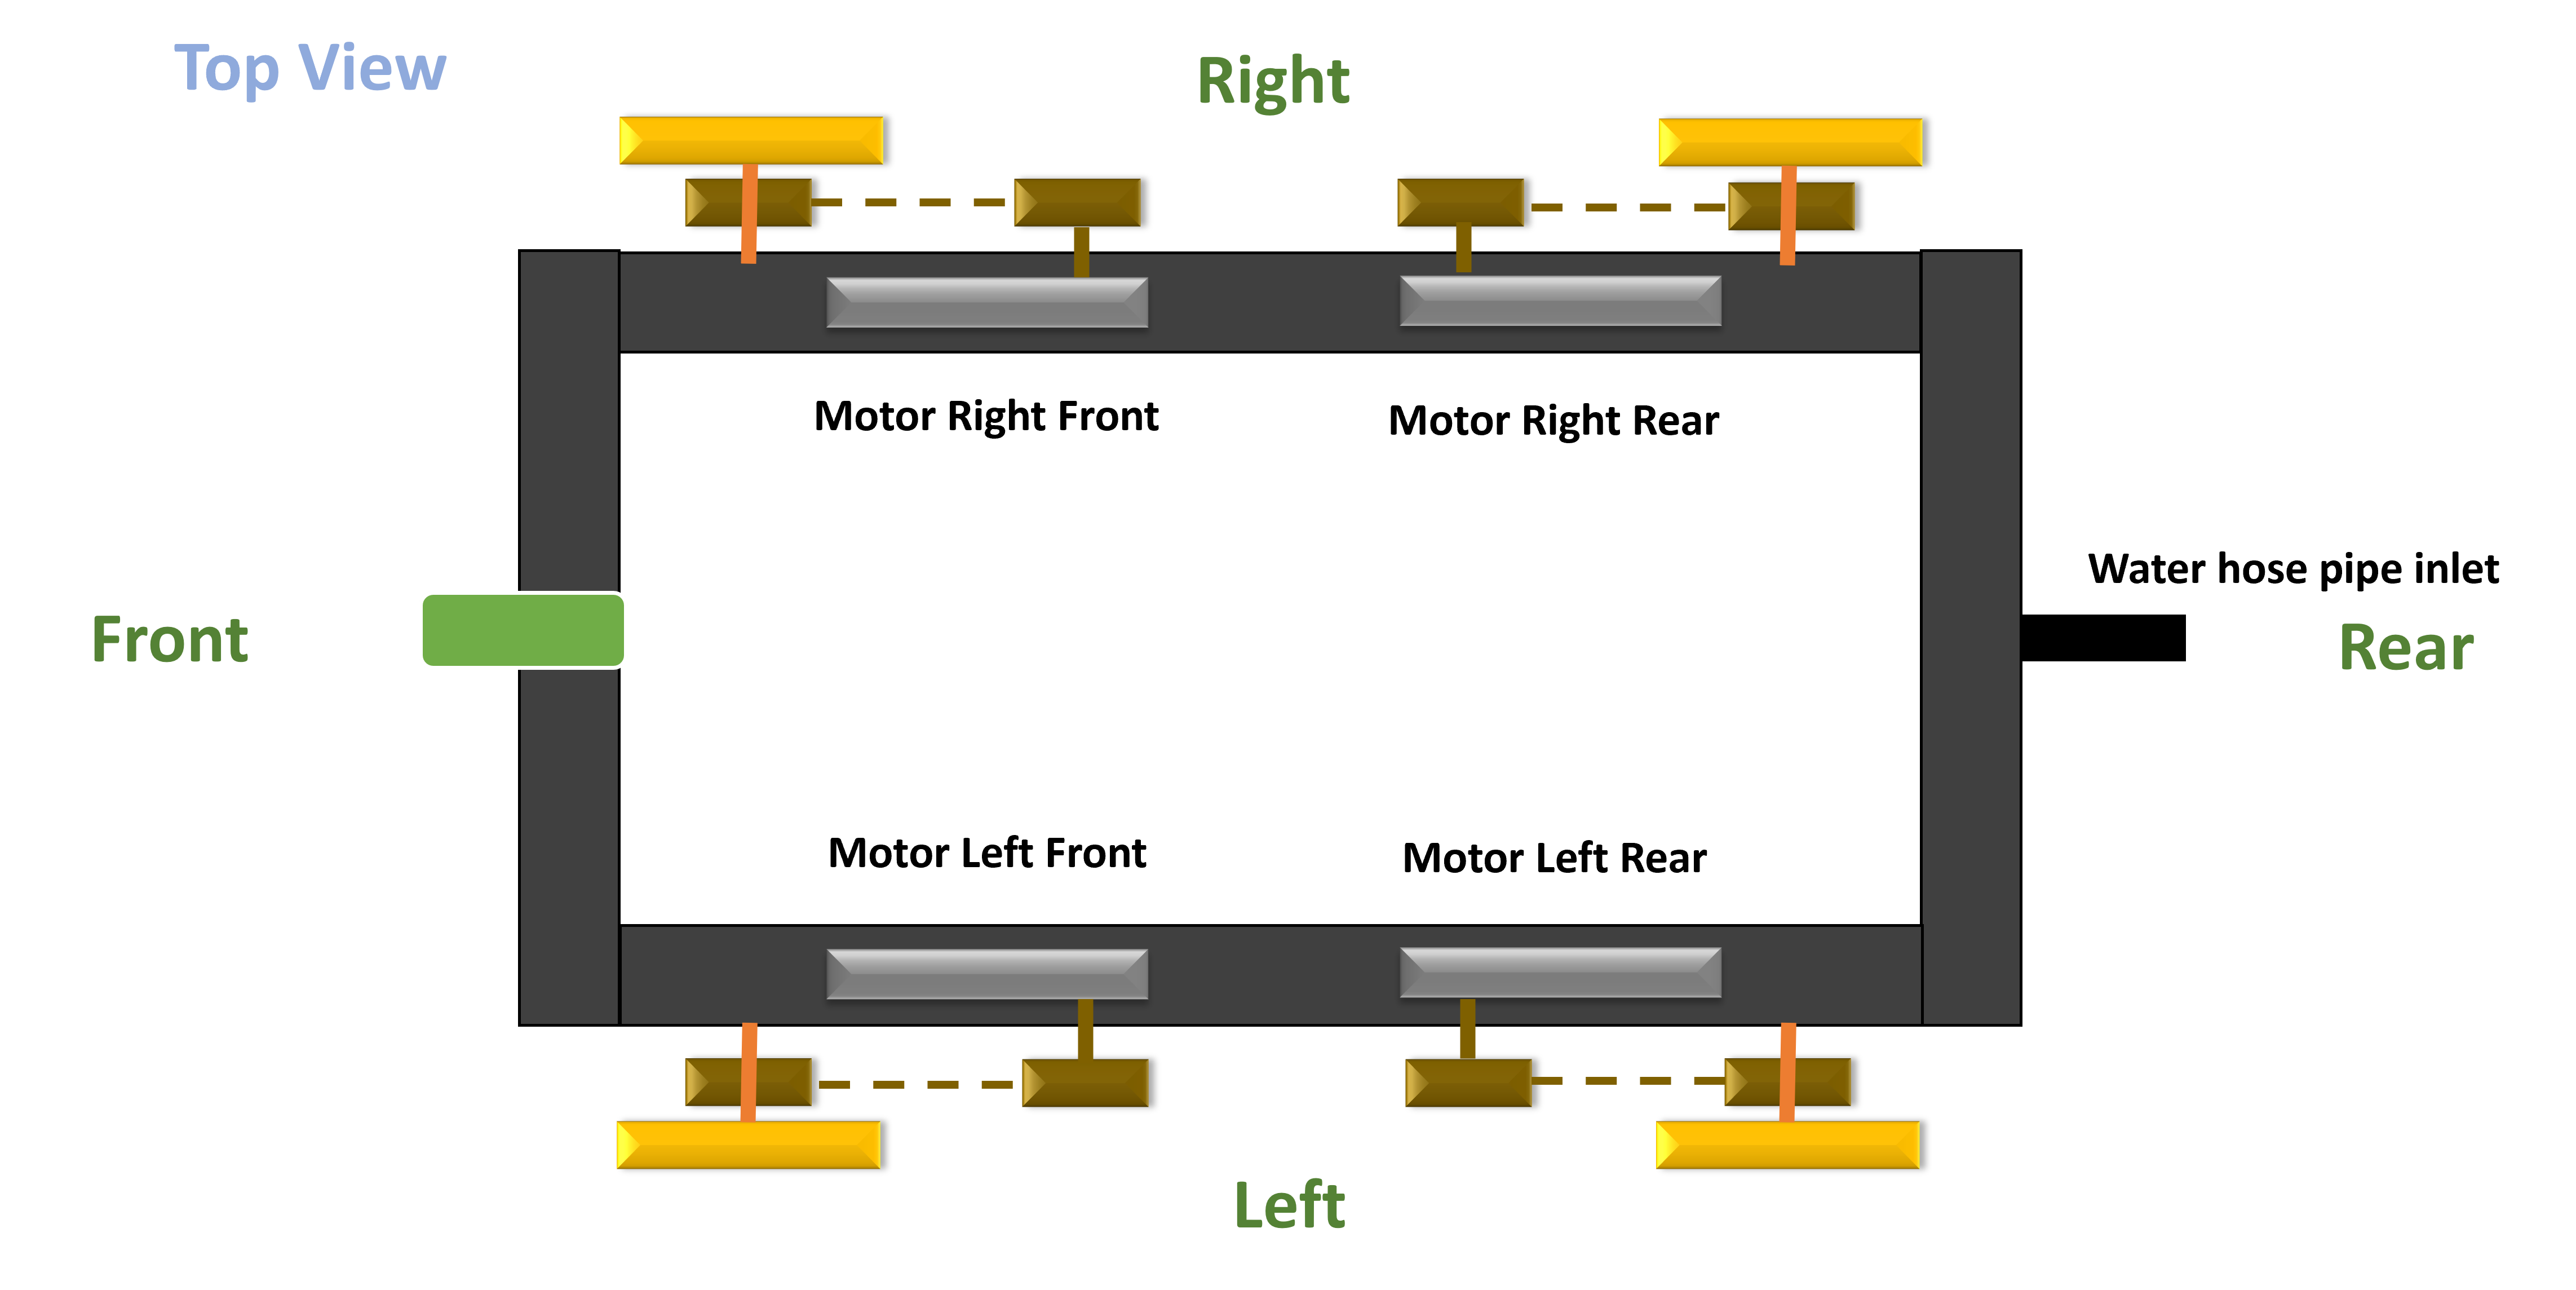 Top View
Right
Motor Right Front
Motor Right Rear
Water hose pipe inlet
Front
Rear
Motor Left Front
Motor Left Rear
Left